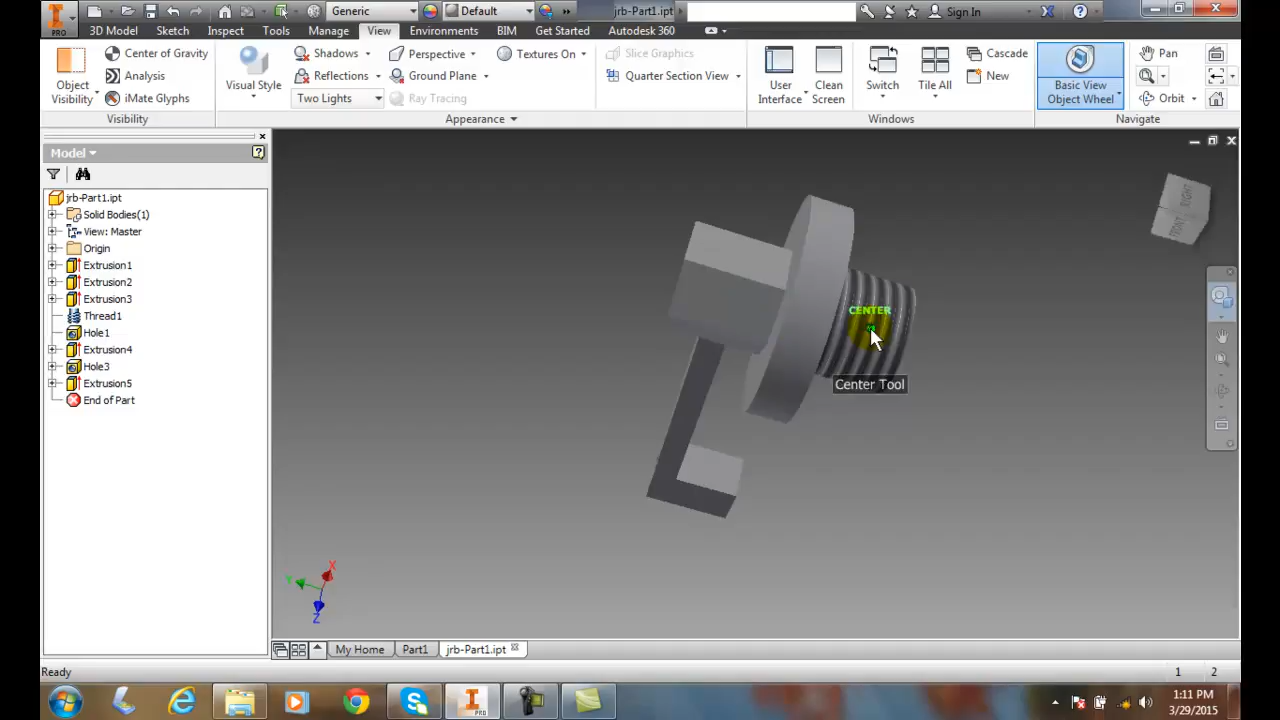 Generic
Default
jrb-Part1.ipt
Sign In
PRO
3D Model
Sketch
Inspect
Tools
Manage
View
Environments
BIM
Get Started
Autodesk 360
Object
Visibility
Center of Gravity
Analysis
iMate Glyphs
Visibility
Visual Style
Shadows
Reflections
Two Lights
Perspective
Ground Plane
Ray Tracing
Textures On
Slice Graphics
Quarter Section View
Appearance
User
Interface
Clean
Screen
Switch
Tile All
Cascade
New
Windows
Basic View
Object Wheel
Pan
Orbit
Navigate
Model
jrb-Part1.ipt
Solid Bodies(1)
View: Master
Origin
Extrusion1
Extrusion2
Extrusion3
Thread1
Hole1
Extrusion4
Hole3
Extrusion5
End of Part
RIGHT
FRONT
CENTER
Center Tool
X
Y
Z
My Home
Part1
jrb-Part1.ipt
Ready
1
2
PRO
1:11 PM
3/29/2015